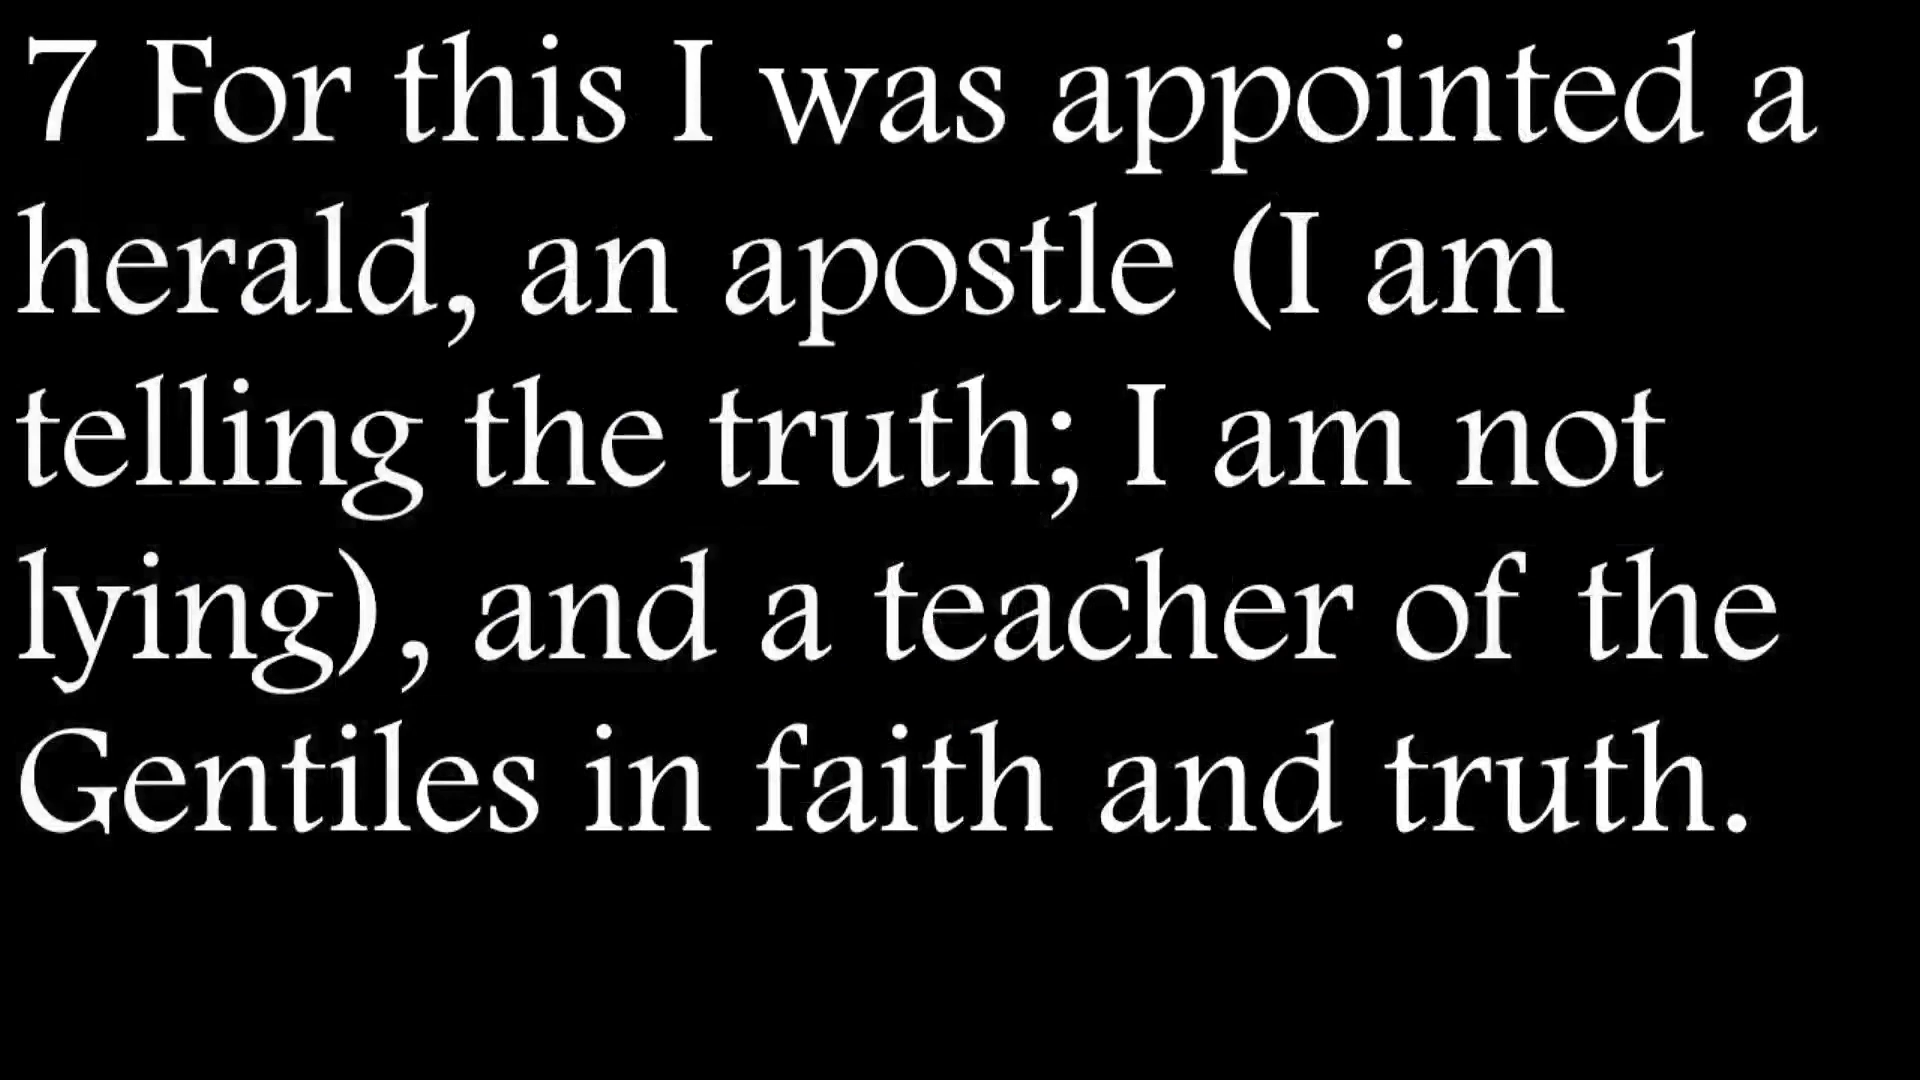 7 For this I was appointed a
herald, an apostle (I am
telling the truth; I am not
lying), and a teacher of the
Gentiles in faith and truth.